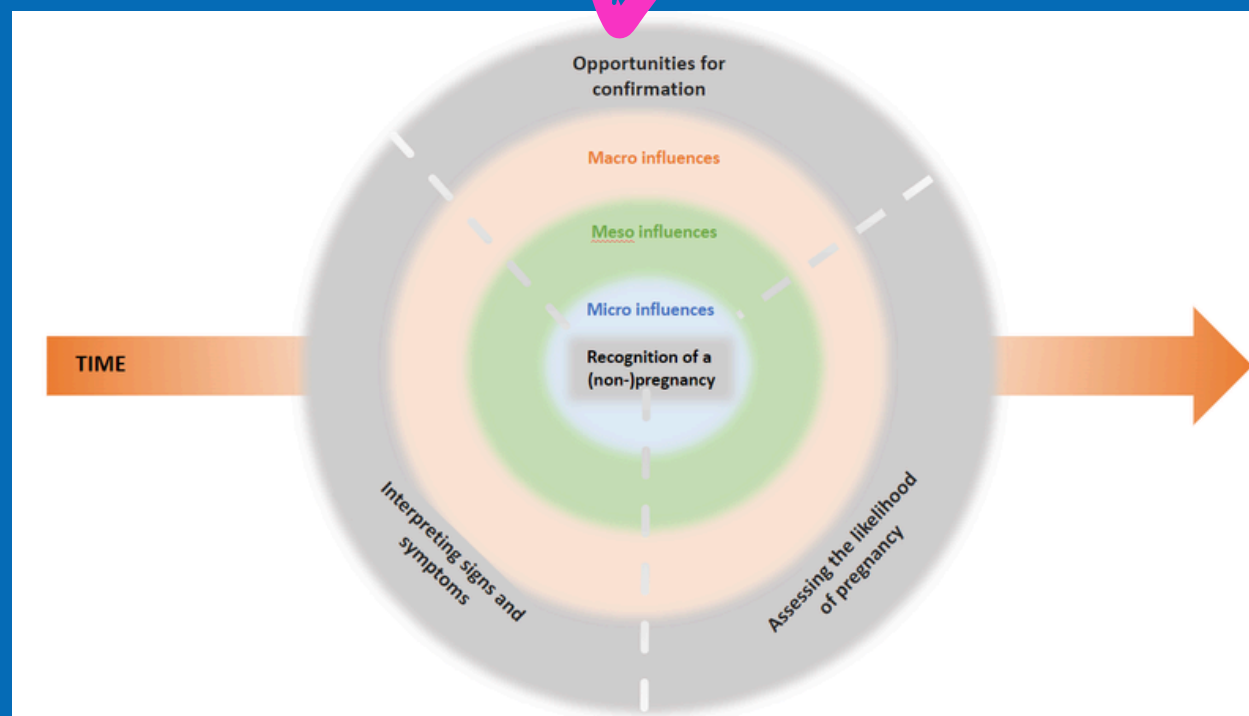 Opportunities for
confirmation
Macro influences
Meso influences
Micro influences
TIME
Recognition of a
(non-)pregnancy
Interpreting signs and
symptoms
Assessing the likelihood
of pregnancy